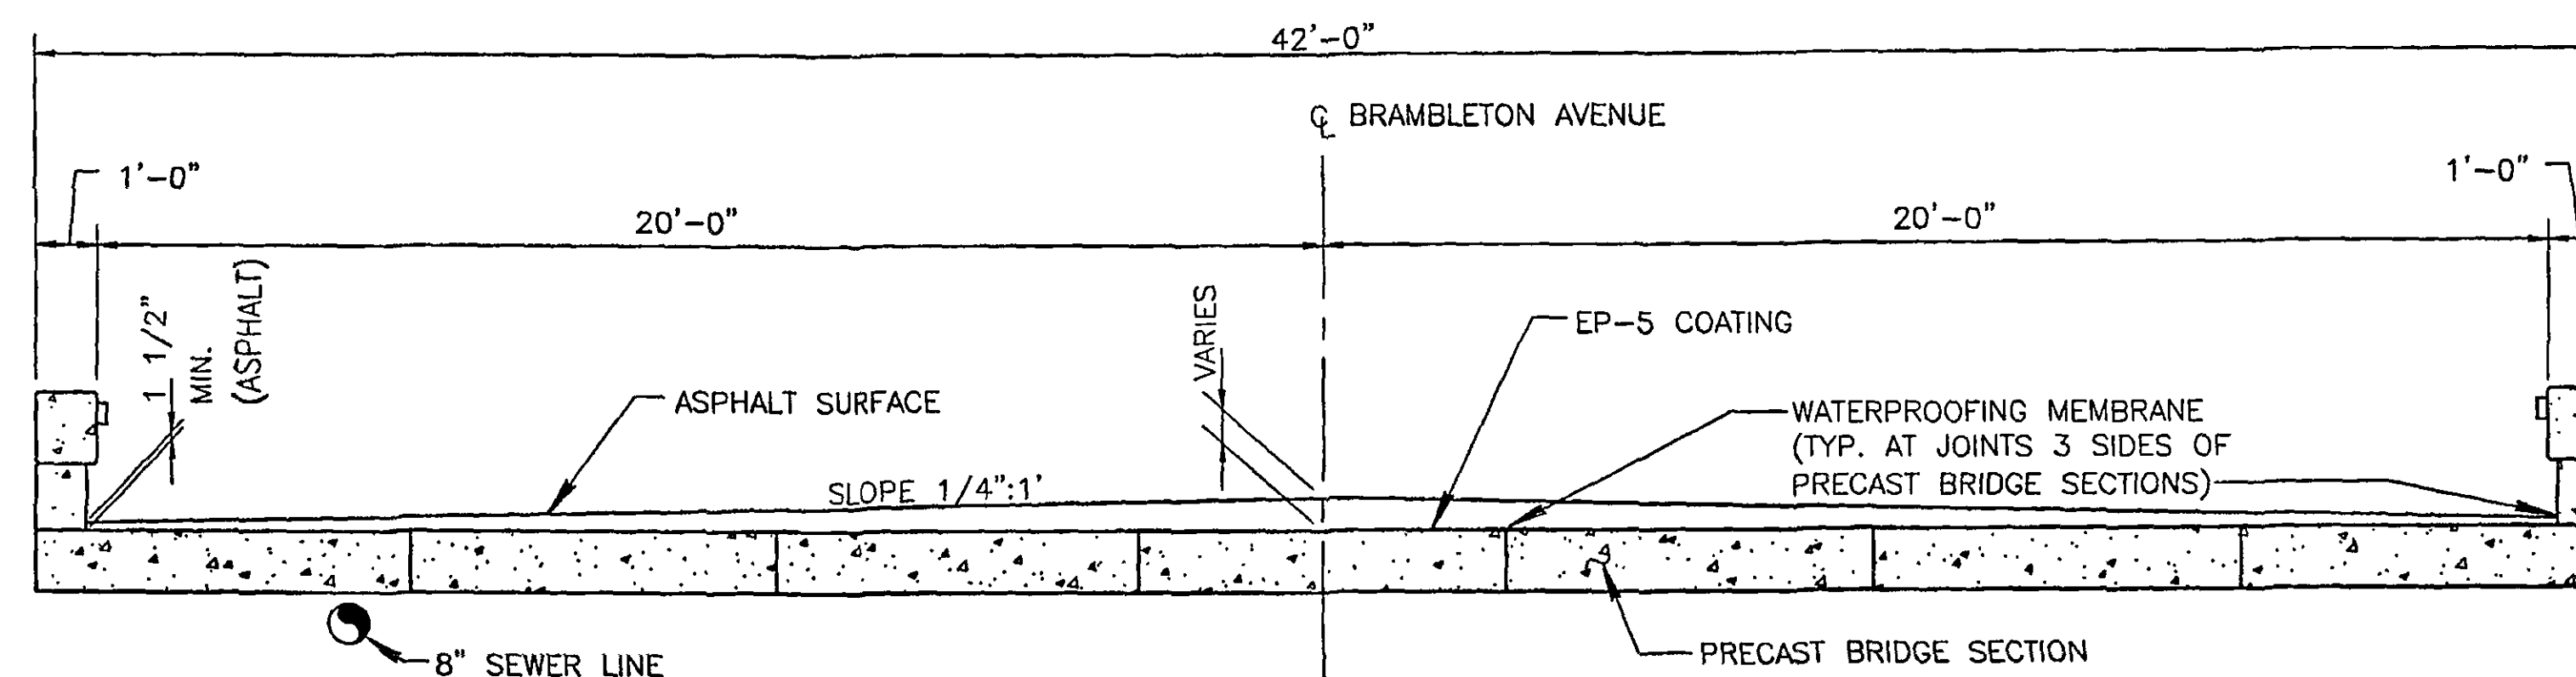 42'-0"
℄ BRAMBLETON AVENUE
1'-0"
1'-0"
20'-0"
20'-0"
1 1/2"
MIN.
(ASPHALT)
VARIES
EP-5 COATING
ASPHALT SURFACE
WATERPROOFING MEMBRANE
(TYP. AT JOINTS 3 SIDES OF
PRECAST BRIDGE SECTIONS)
SLOPE 1/4":1'
8" SEWER LINE
PRECAST BRIDGE SECTION